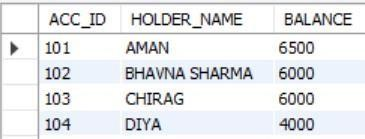 ACC_ID HOLDER_NAME BALANCE
101 AMAN 6500
102 BHAVNA SHARMA 6000
103 CHIRAG 6000
104 DIYA 4000